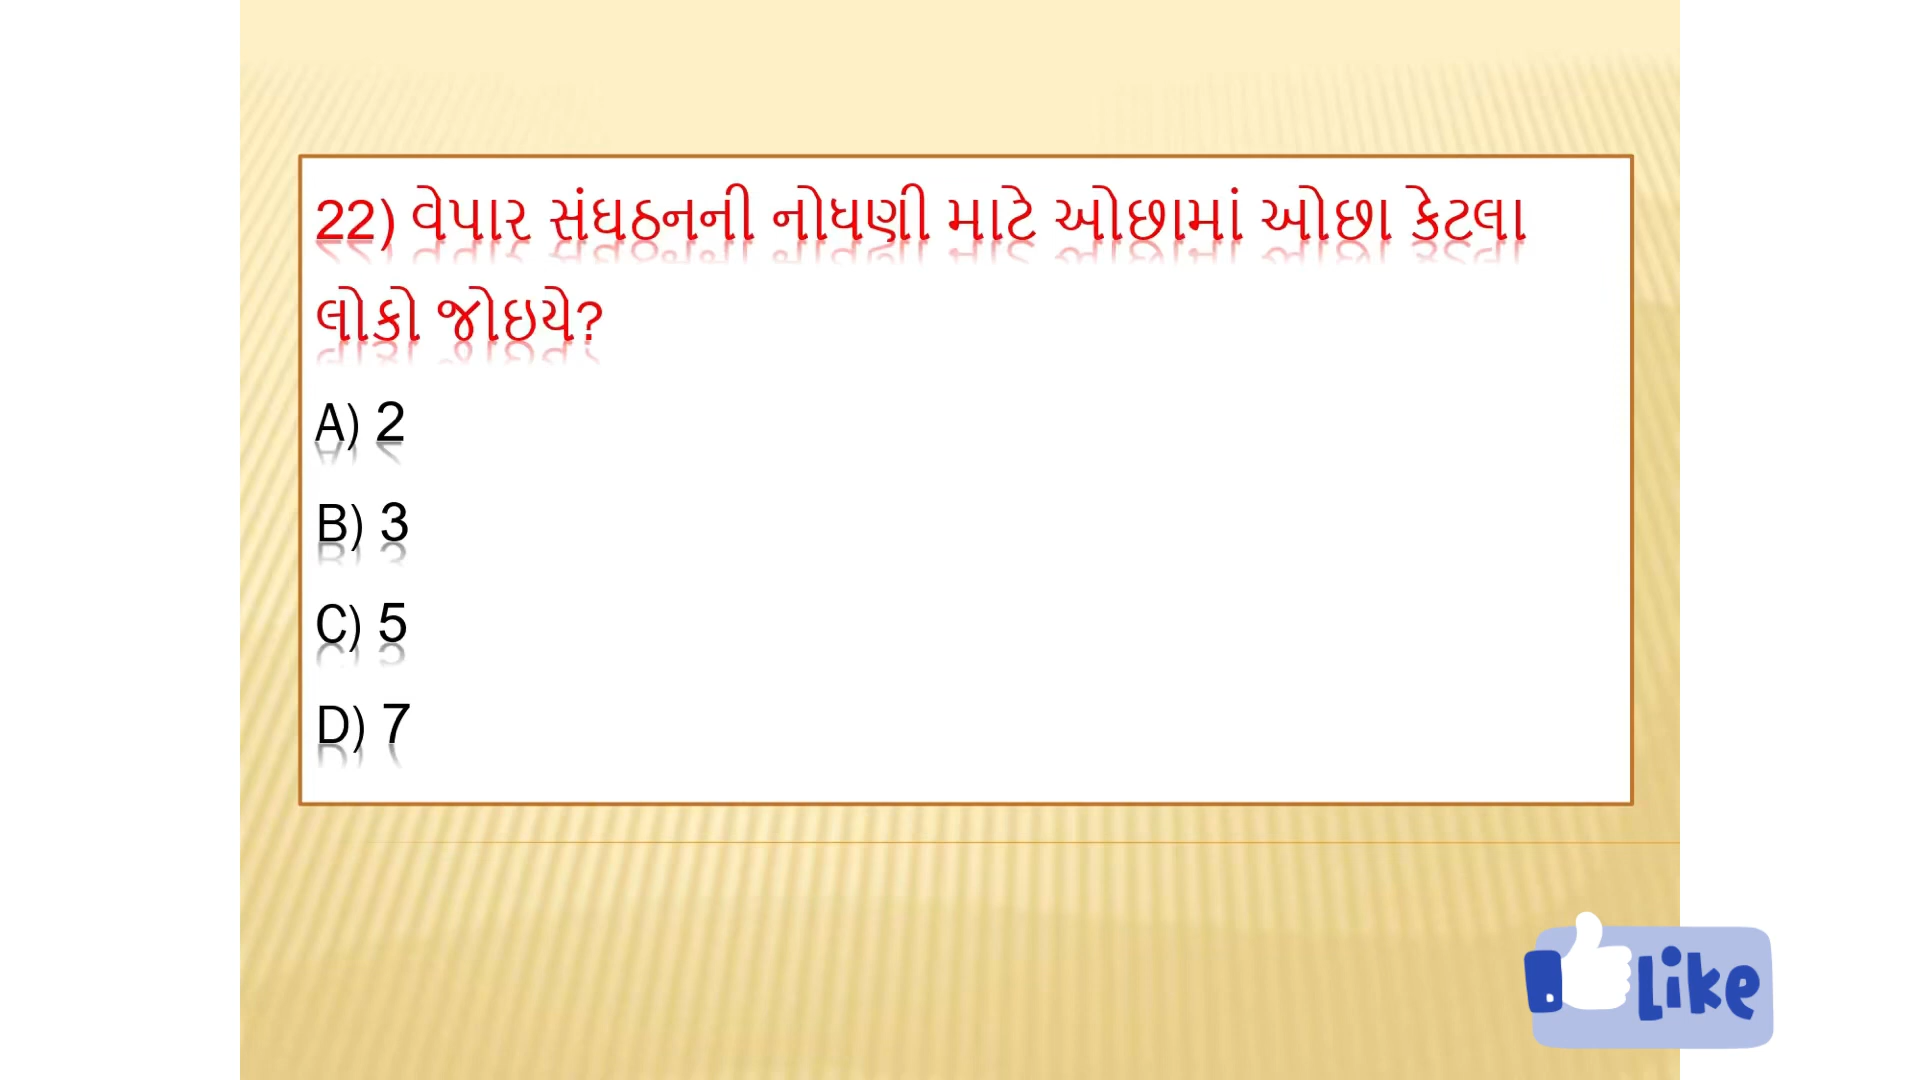 22) વેપાર સંઘઠનની નોધણી માટે ઓછામાં ઓછા કેટલા
લોકો જોઇયે?
A) 2
B) 3
C) 5
D) 7
Like